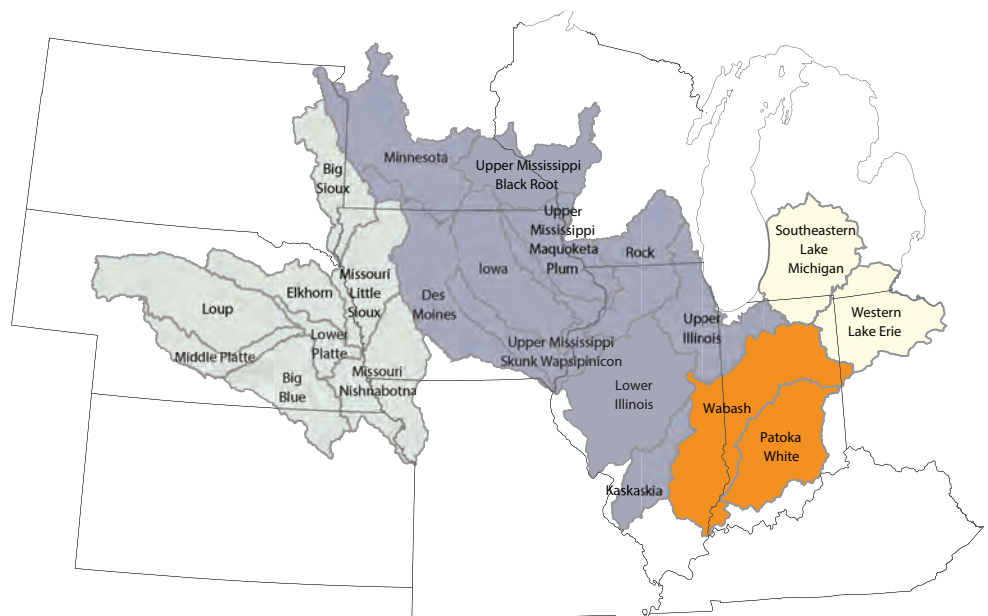 Minnesota
Upper Mississippi
Black Root
Big
Sioux
Upper
Mississippi
Maquoketa
Plum
Southeastern
Lake
Michigan
Rock
Iowa
Missouri
Little
Sioux
Elkhorn
Loup
Des
Moines
Western
Lake Erie
Upper
Illinois
Lower
Platte
Middle Platte
Upper Mississippi
Skunk Wapsipinicon
Big
Blue
Missouri
Nishnabotna
Lower
Illinois
Wabash
Patoka
White
Kaskaskia